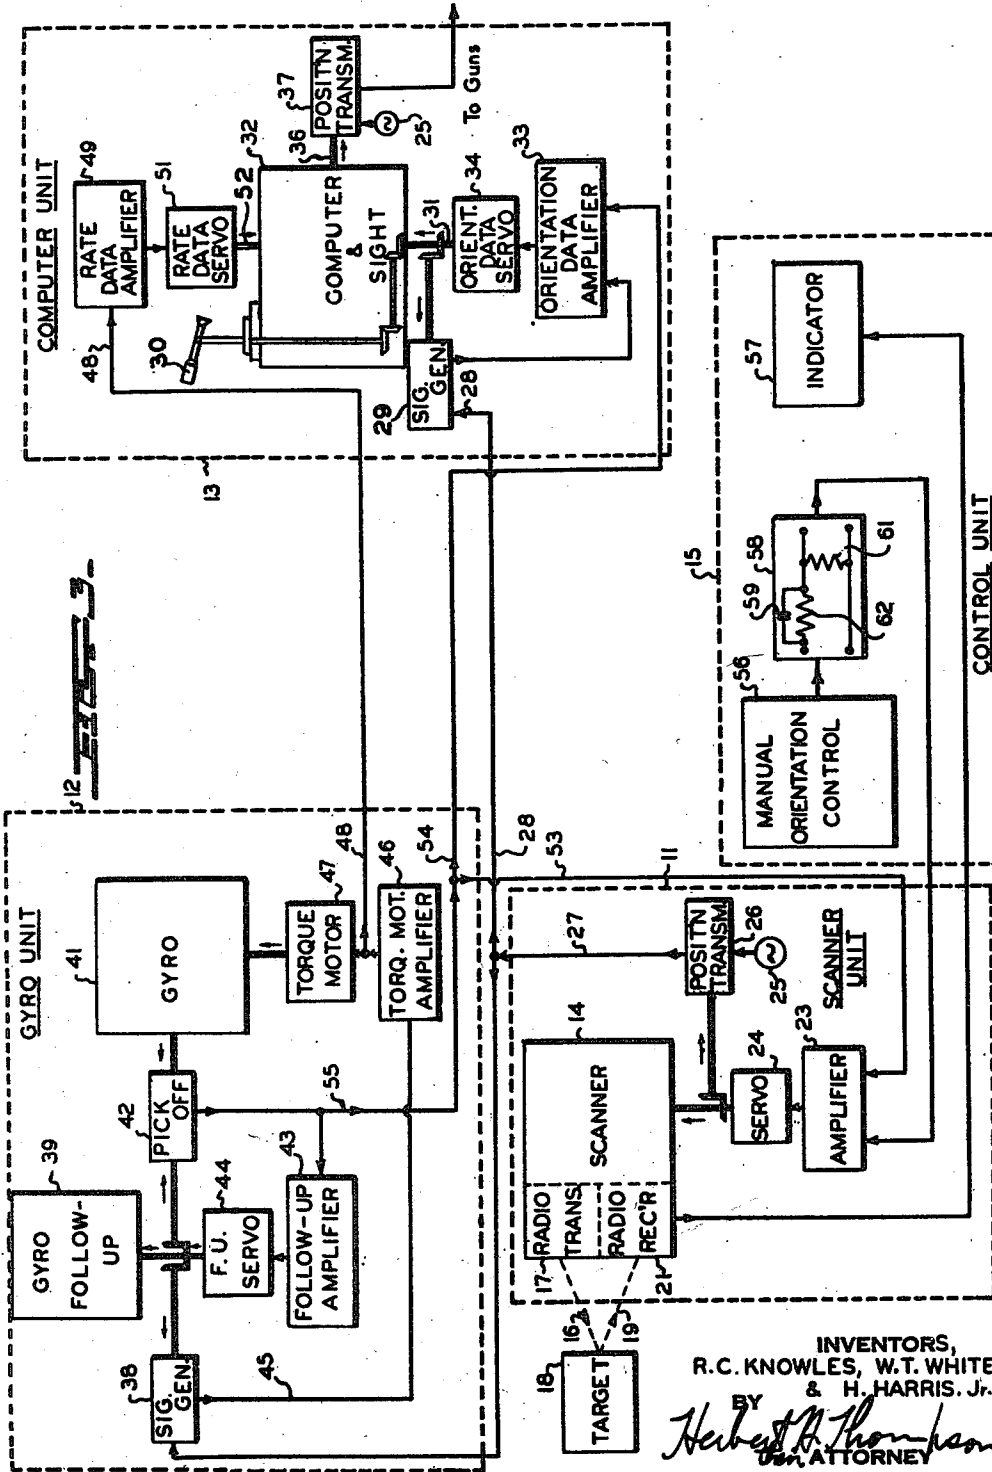 COMPUTER UNIT
49
RATE
DATA
AMPLIFIER
51
RATE
DATA
SERVO
52
48
30
32
COMPUTER
&
SIGHT
36
37
POSIT'N
TRANSM.
25
To Guns
31
34
ORIENT.
DATA
SERVO
33
ORIENTATION
DATA
AMPLIFIER
SIG.
GEN.
29
28
13
12
GYRO UNIT
41
GYRO
47
TORQUE
MOTOR
48
46
TORQ. MOT.
AMPLIFIER
54
28
53
42
PICK
OFF
55
39
GYRO
FOLLOW-
UP
44
F. U.
SERVO
43
FOLLOW-UP
AMPLIFIER
38
SIG.
GEN.
45
15
57
INDICATOR
58
59
61
62
56
MANUAL
ORIENTATION
CONTROL
CONTROL UNIT
11
27
POSIT'N
TRANSM.
26
25
SCANNER
UNIT
14
SCANNER
24
SERVO
23
AMPLIFIER
RADIO
TRANS.
RADIO
REC'R
17
21
16
19
18
TARGET
INVENTORS,
R.C. KNOWLES, W.T. WHITE
& H. HARRIS. Jr.
BY
Herbert H. Thompson
ATTORNEY